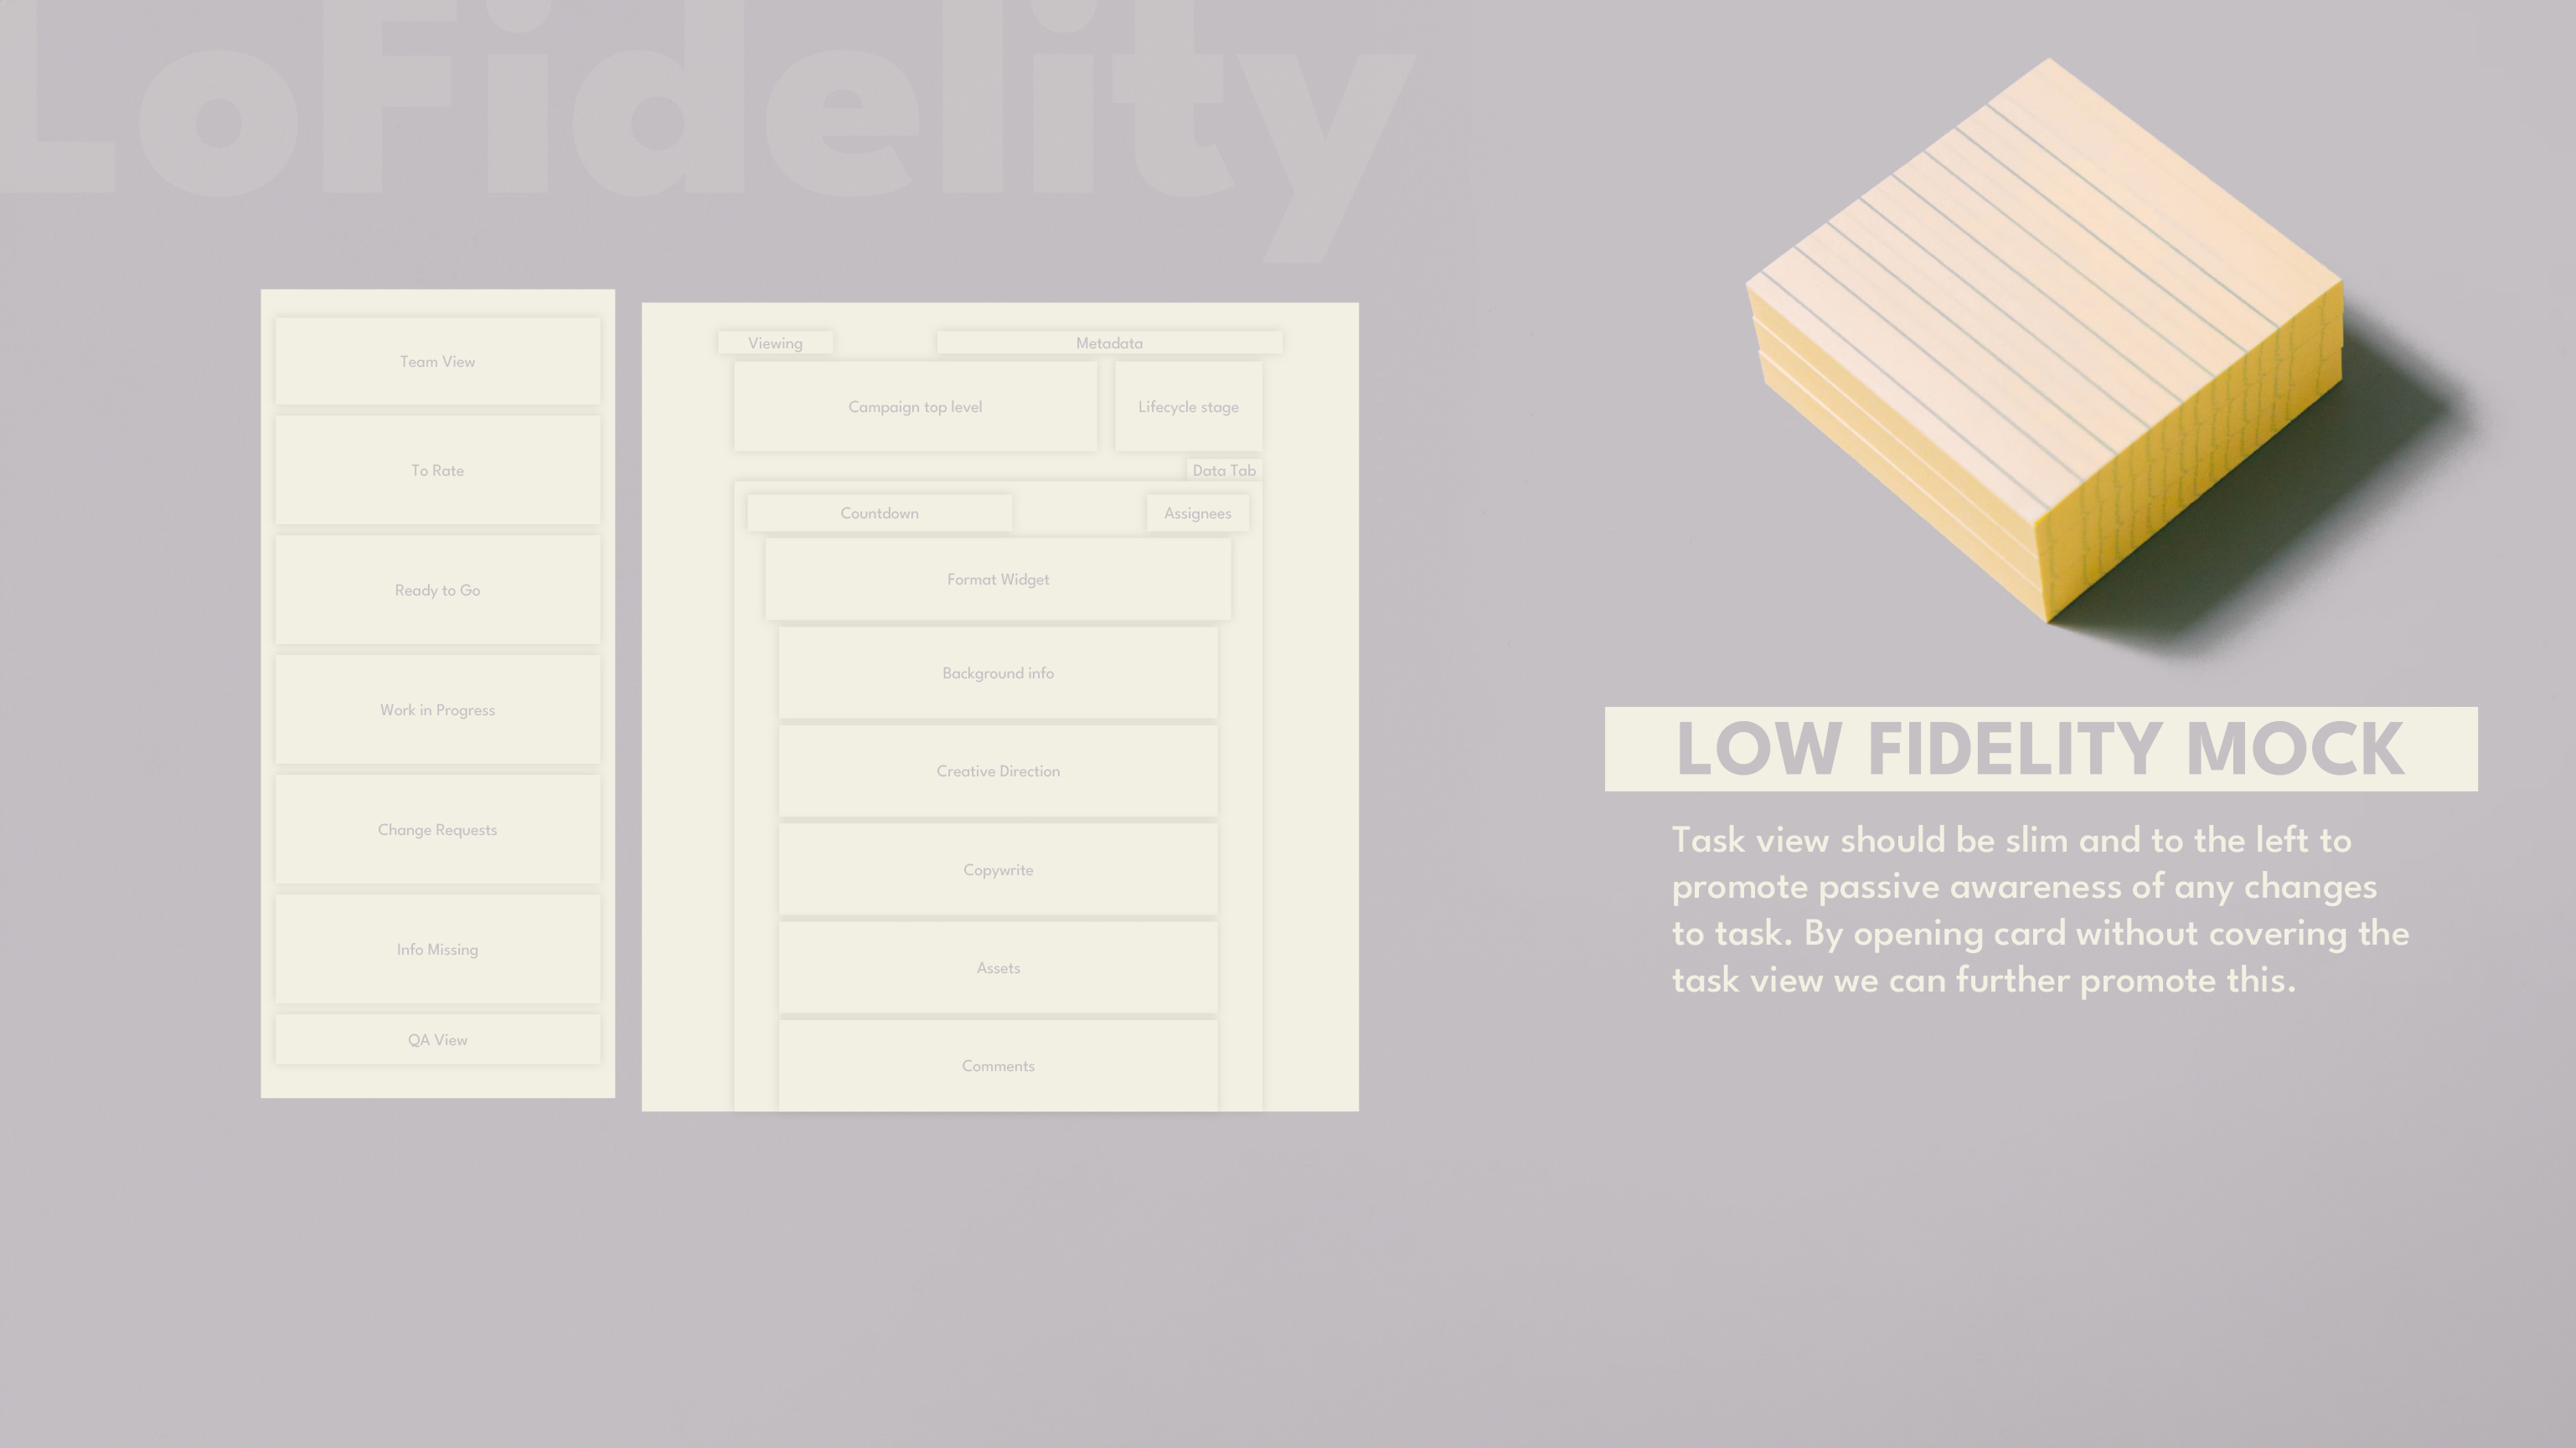 LoFidelity
Team View
To Rate
Ready to Go
Work in Progress
Change Requests
Info Missing
QA View
Viewing
Metadata
Campaign top level
Lifecycle stage
Data Tab
Countdown
Assignees
Format Widget
Background info
Creative Direction
Copywrite
Assets
Comments
LOW FIDELITY MOCK
Task view should be slim and to the left to
promote passive awareness of any changes
to task. By opening card without covering the
task view we can further promote this.